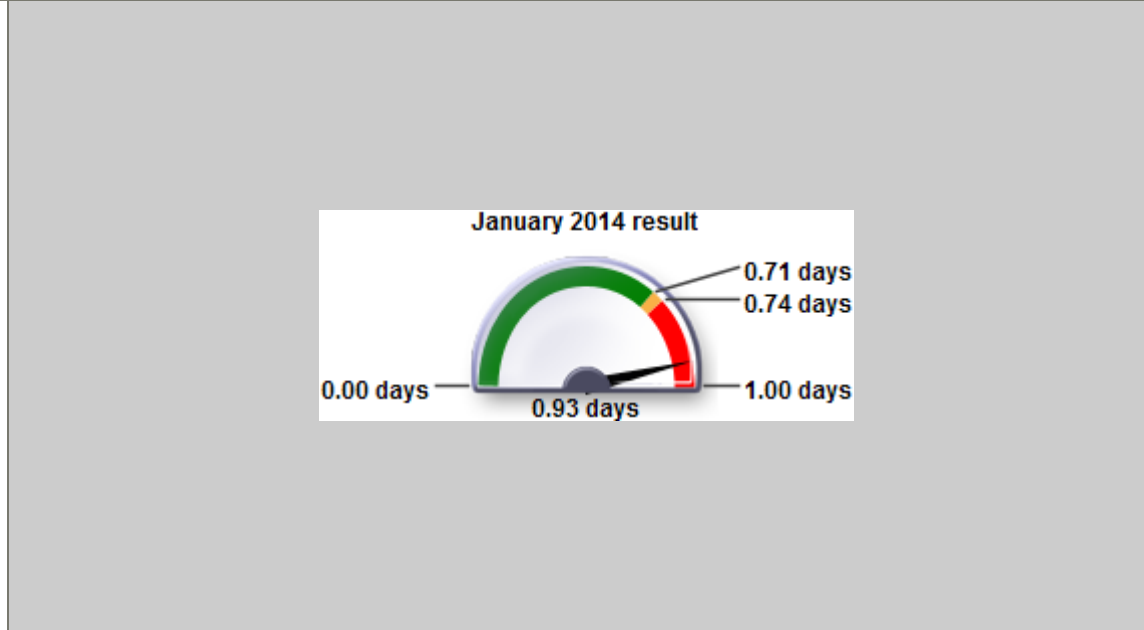 January 2014 result
0.71 days
0.74 days
0.00 days
1.00 days
0.93 days